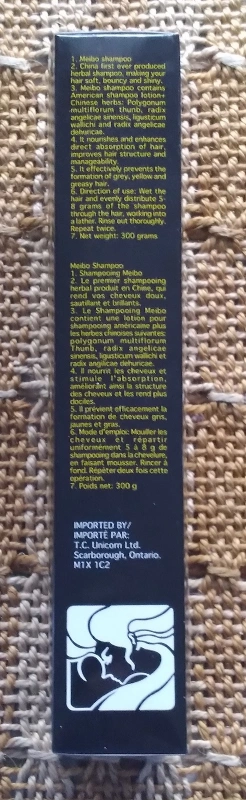 1. Meibo shampoo
2. China first ever produced
herbal shampoo, making your
hair soft, bouncy and shiny.
3. Meibo shampoo contains
American shampoo lotion+
Chinese herbs: Polygonum
multiflorum thunb, radix
angelicae sirensis, ligusticum
wallichi and radix angelicae
dehuricae.
4. It nourishes and enhances
direct absorption of hair,
improves hair structure and
manageability.
5. It effectively prevents the
formation of grey, yellow and
greasy hair.
6. Direction of use: Wet the
hair and evenly distribute 5-
8 grams of the shampoo
through the hair, working into
a lather. Rinse out thoroughly.
Repeat twice.
7. Net weight: 300 grams
Meibo Shampoo
1. Shampooing Meibo
2. Le premier shampooing
herbal produit en Chine, qui
rend vos cheveux doux,
sautillant et brillants.
3. Le Shampooing Meibo
contient une lotion pour
shampooing américaine plus
les herbes chinoises suivantes:
polygonum multiflorum
Thunb, radix angelicae
sirensis, ligusticum wallichi et
radix angelicae dehuricae.
4. Il nourit les cheveux et
stimule l'absorption,
améliorant ainsi la structure
des cheveux et les rend plus
dociles.
5. Il prévient efficacement la
formation de cheveux gris,
jaunes et gras.
6. Mode d'emploi: Mouiller les
cheveux et répartir
uniformément 5 à 8 g de
shampooing dans la chevelure,
en faisant mousser. Rincer à
fond. Répéter deux fois cette
opération.
7. Poids net: 300 g
IMPORTED BY/
IMPORTÉ PAR:
T.C. Unicorn Ltd.
Scarborough, Ontario.
M1X 1C2